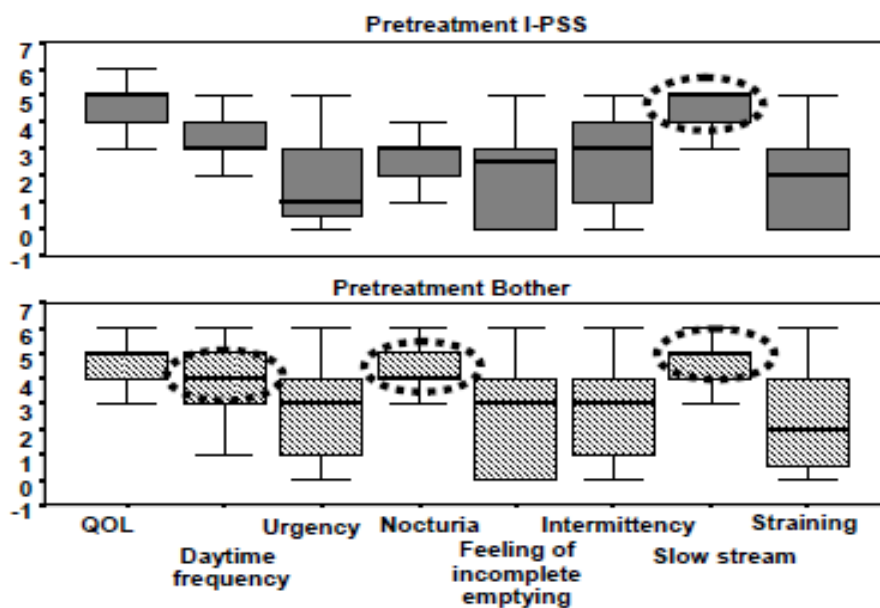 Pretreatment I-PSS
7
6
5
4
3
2
1
0
-1
Pretreatment Bother
7
6
5
4
3
2
1
0
-1
QOL
Daytime
frequency
Urgency
Nocturia
Feeling of
incomplete
emptying
Intermittency
Slow stream
Straining